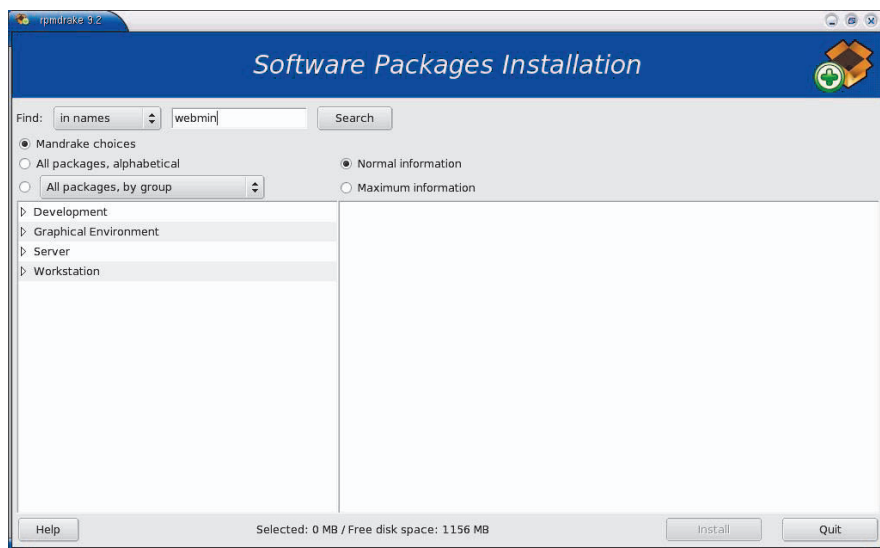 rpmdrake 9.2
Software Packages Installation
Find: in names webmin Search
Mandrake choices
All packages, alphabetical Normal information
All packages, by group Maximum information
Development
Graphical Environment
Server
Workstation
Help Selected: 0 MB / Free disk space: 1156 MB Install Quit